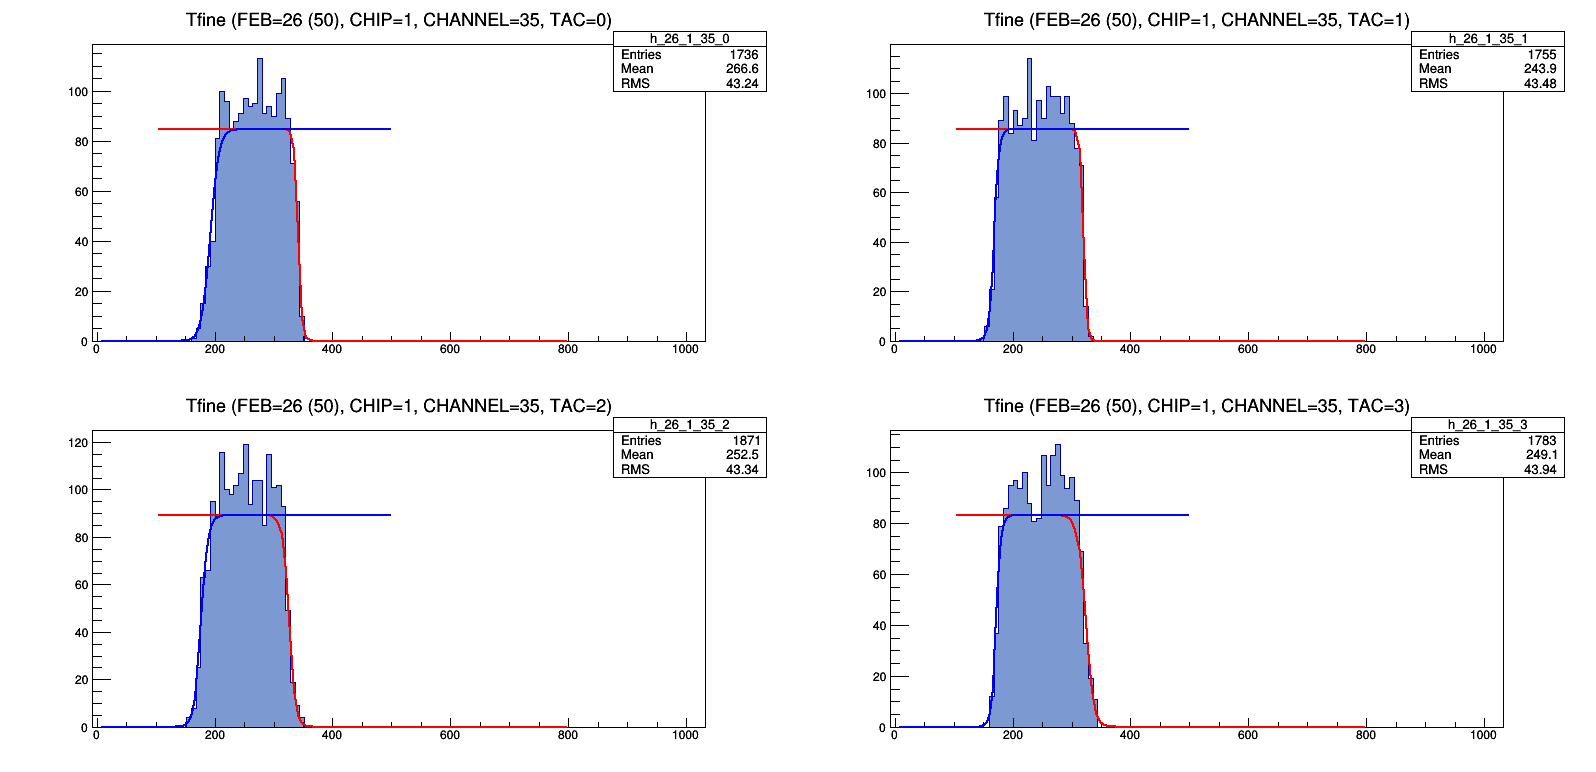 Tfine (FEB=26 (50), CHIP=1, CHANNEL=35, TAC=0)
h_26_1_35_0
Entries 1736
Mean 266.6
RMS 43.24
100
80
60
40
20
0
0 200 400 600 800 1000
Tfine (FEB=26 (50), CHIP=1, CHANNEL=35, TAC=1)
h_26_1_35_1
Entries 1755
Mean 243.9
RMS 43.48
100
80
60
40
20
0
0 200 400 600 800 1000
Tfine (FEB=26 (50), CHIP=1, CHANNEL=35, TAC=2)
h_26_1_35_2
Entries 1871
Mean 252.5
RMS 43.34
120
100
80
60
40
20
0
0 200 400 600 800 1000
Tfine (FEB=26 (50), CHIP=1, CHANNEL=35, TAC=3)
h_26_1_35_3
Entries 1783
Mean 249.1
RMS 43.94
100
80
60
40
20
0
0 200 400 600 800 1000